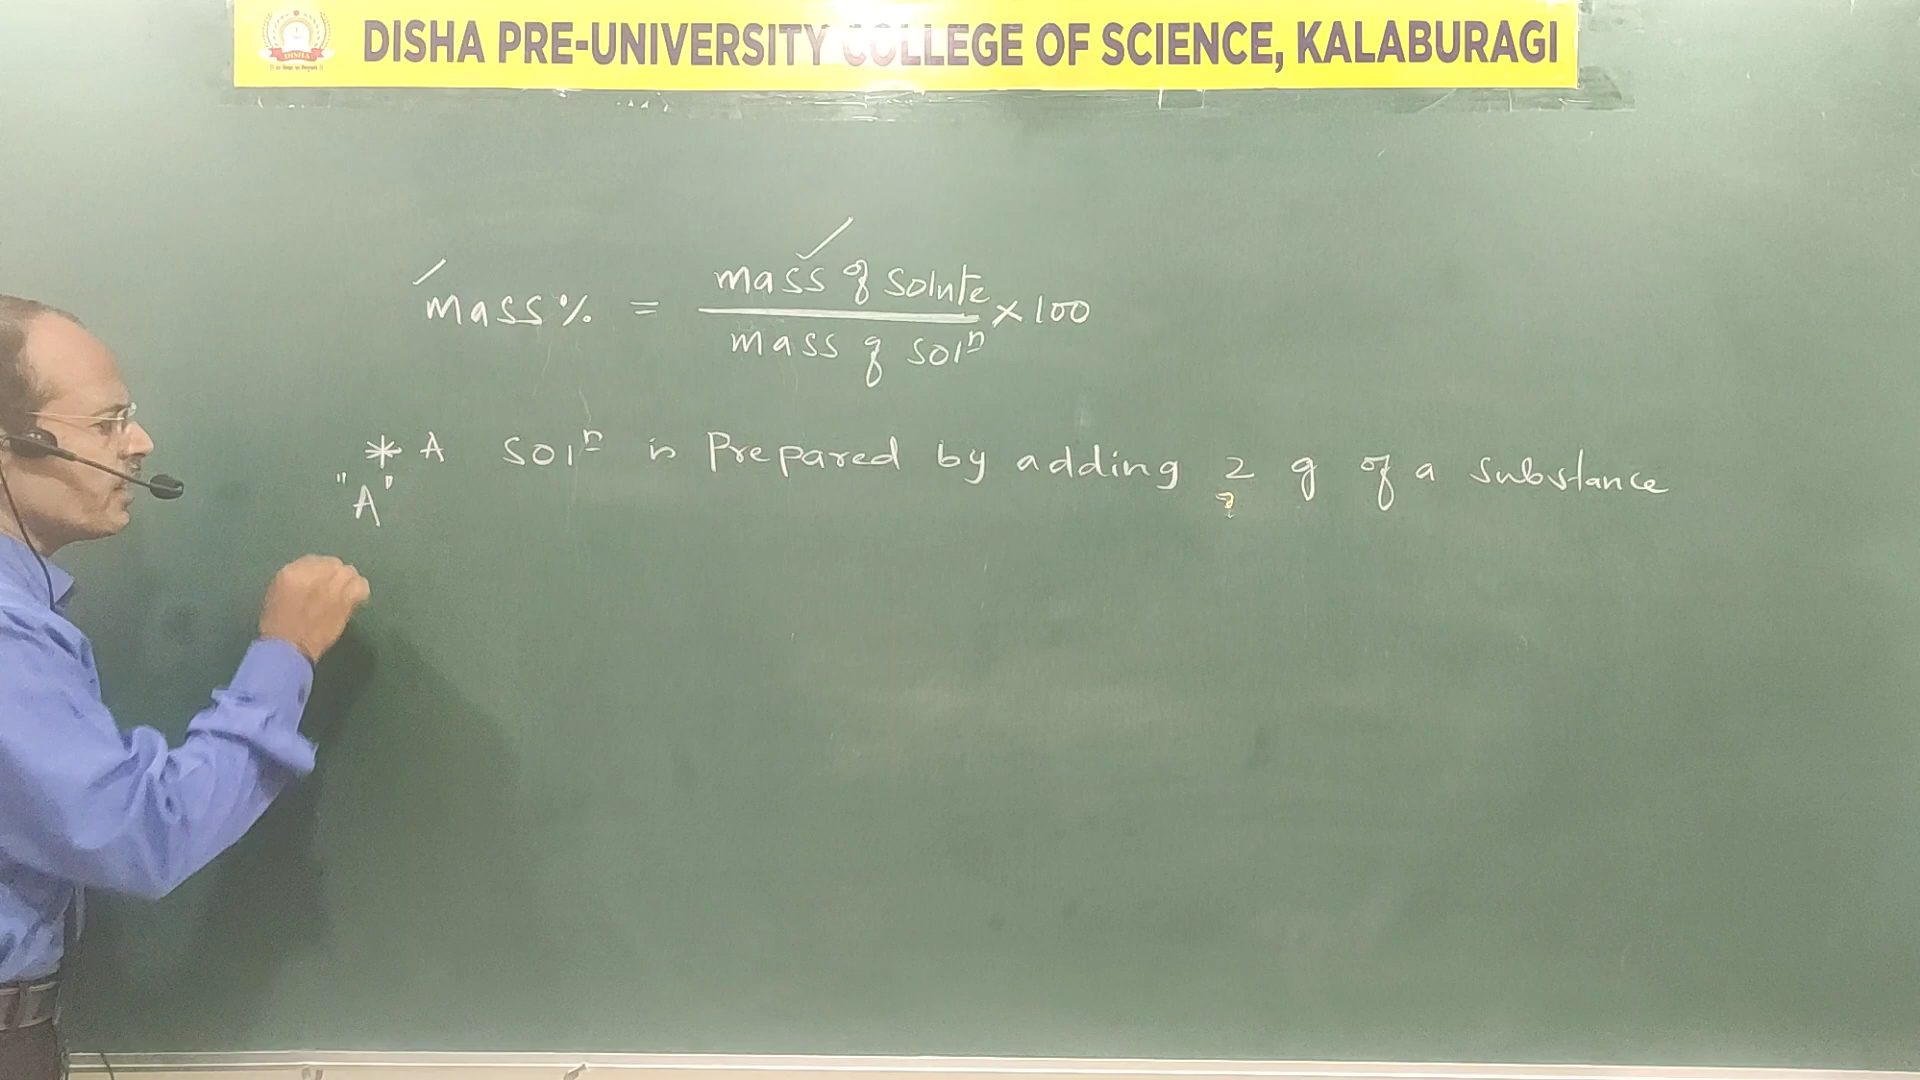 DISHA PRE-UNIVERSITY COLLEGE OF SCIENCE, KALABURAGI
DISHA
mass % = mass of solute / mass of solⁿ × 100
* A solⁿ is Prepared by adding 2 g of a substance
"A"